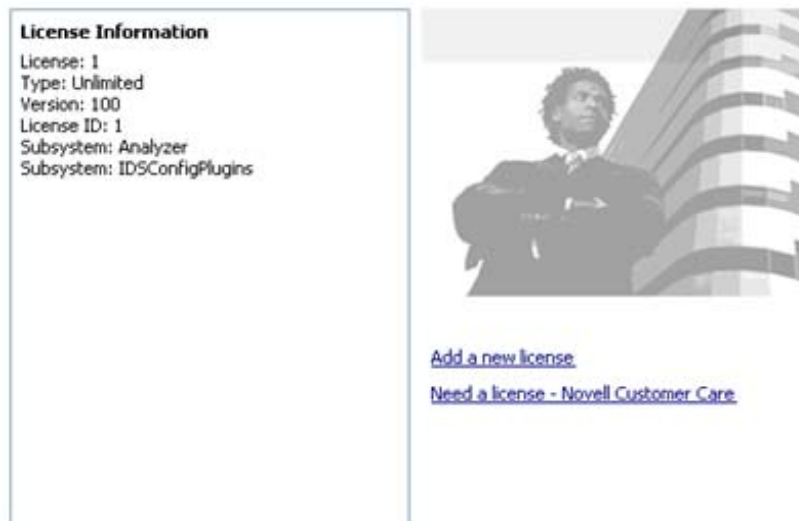 License Information
License: 1
Type: Unlimited
Version: 100
License ID: 1
Subsystem: Analyzer
Subsystem: IDSConfigPlugins
Add a new license
Need a license - Novell Customer Care